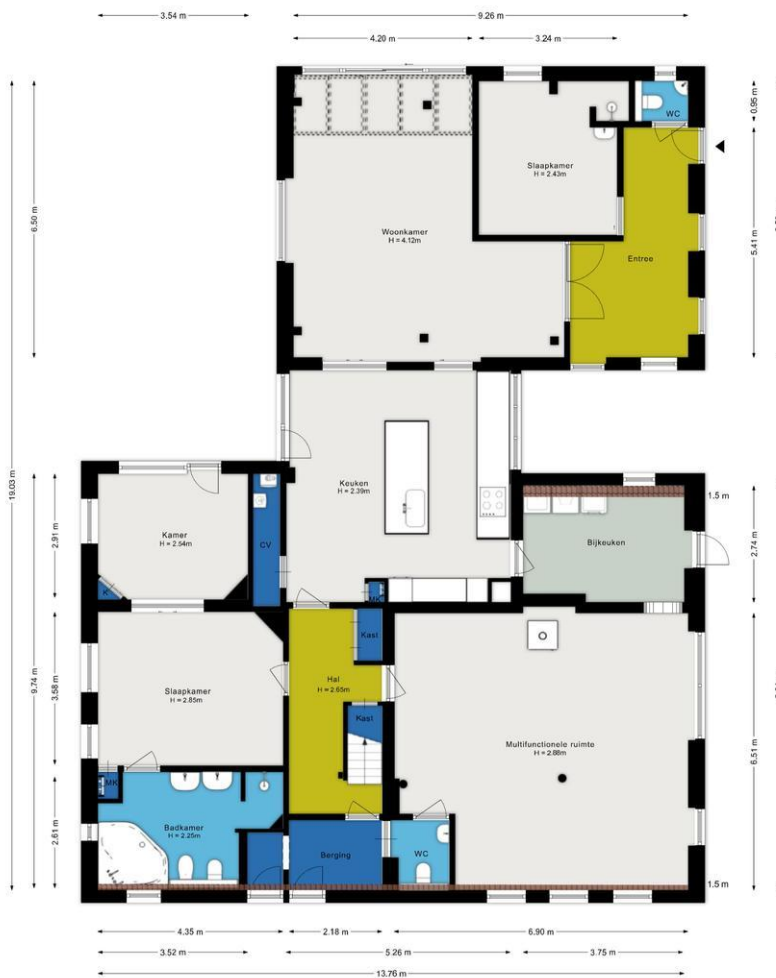 3.54 m
9.26 m
4.20 m
3.24 m
0.95 m
WC
Slaapkamer
H = 2.43m
6.50 m
Woonkamer
H = 4.12m
5.41 m
Entree
19.03 m
Keuken
H = 2.39m
1.5 m
2.91 m
Kamer
H = 2.54m
CV
Bijkeuken
2.74 m
K
MK
Kast
9.74 m
3.58 m
Slaapkamer
H = 2.85m
Hal
H = 2.65m
Kast
Multifunctionele ruimte
H = 2.88m
6.51 m
MK
2.61 m
Badkamer
H = 2.25m
Berging
WC
1.5 m
4.35 m
2.18 m
6.90 m
3.52 m
5.26 m
3.75 m
13.76 m